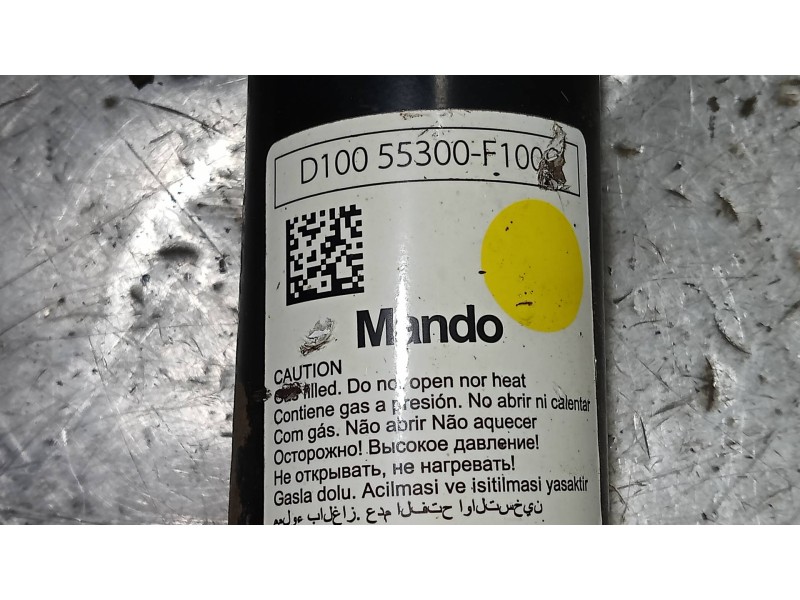 D100 55300-F100
Mando
CAUTION
Gas filled. Do not open nor heat
Contiene gas a presión. No abrir ni calentar
Com gás. Não abrir Não aquecer
Осторожно! Высокое давление!
Не открывать, не нагревать!
Gasla dolu. Acilmasi ve isitilmasi yasaktir
مملوء بالغاز. عدم الفتح اوالتسخين